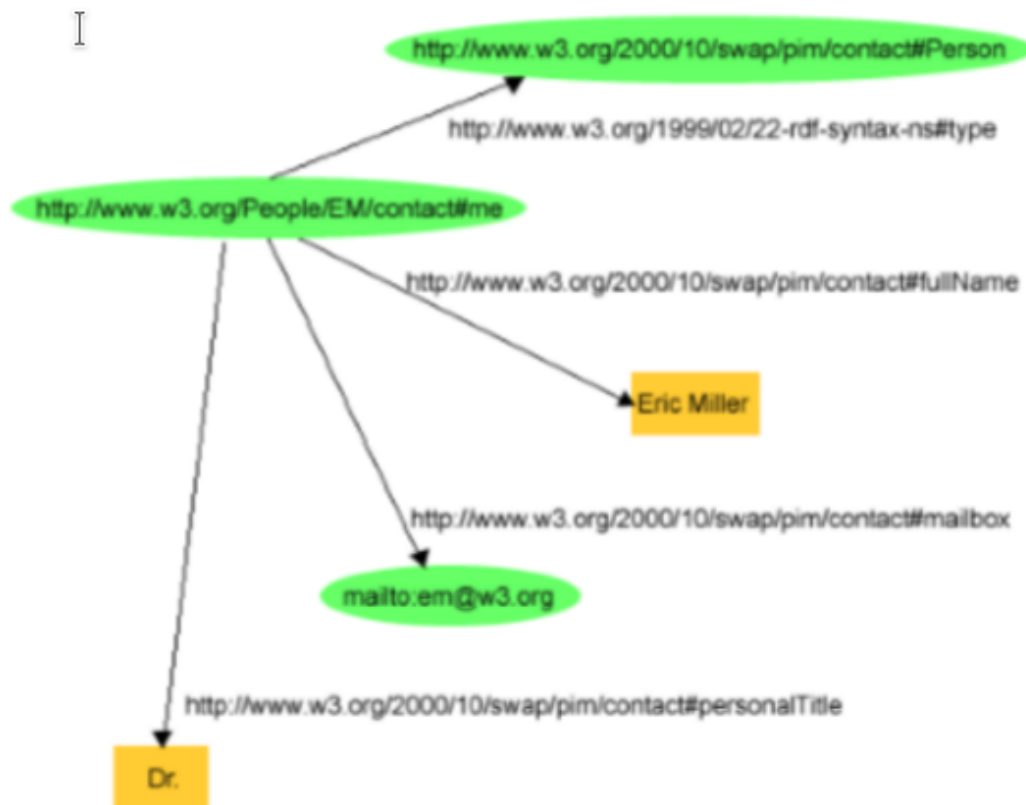 http://www.w3.org/2000/10/swap/pim/contact#Person
http://www.w3.org/1999/02/22-rdf-syntax-ns#type
http://www.w3.org/People/EM/contact#me
http://www.w3.org/2000/10/swap/pim/contact#fullName
Eric Miller
http://www.w3.org/2000/10/swap/pim/contact#mailbox
mailto:em@w3.org
http://www.w3.org/2000/10/swap/pim/contact#personalTitle
Dr.